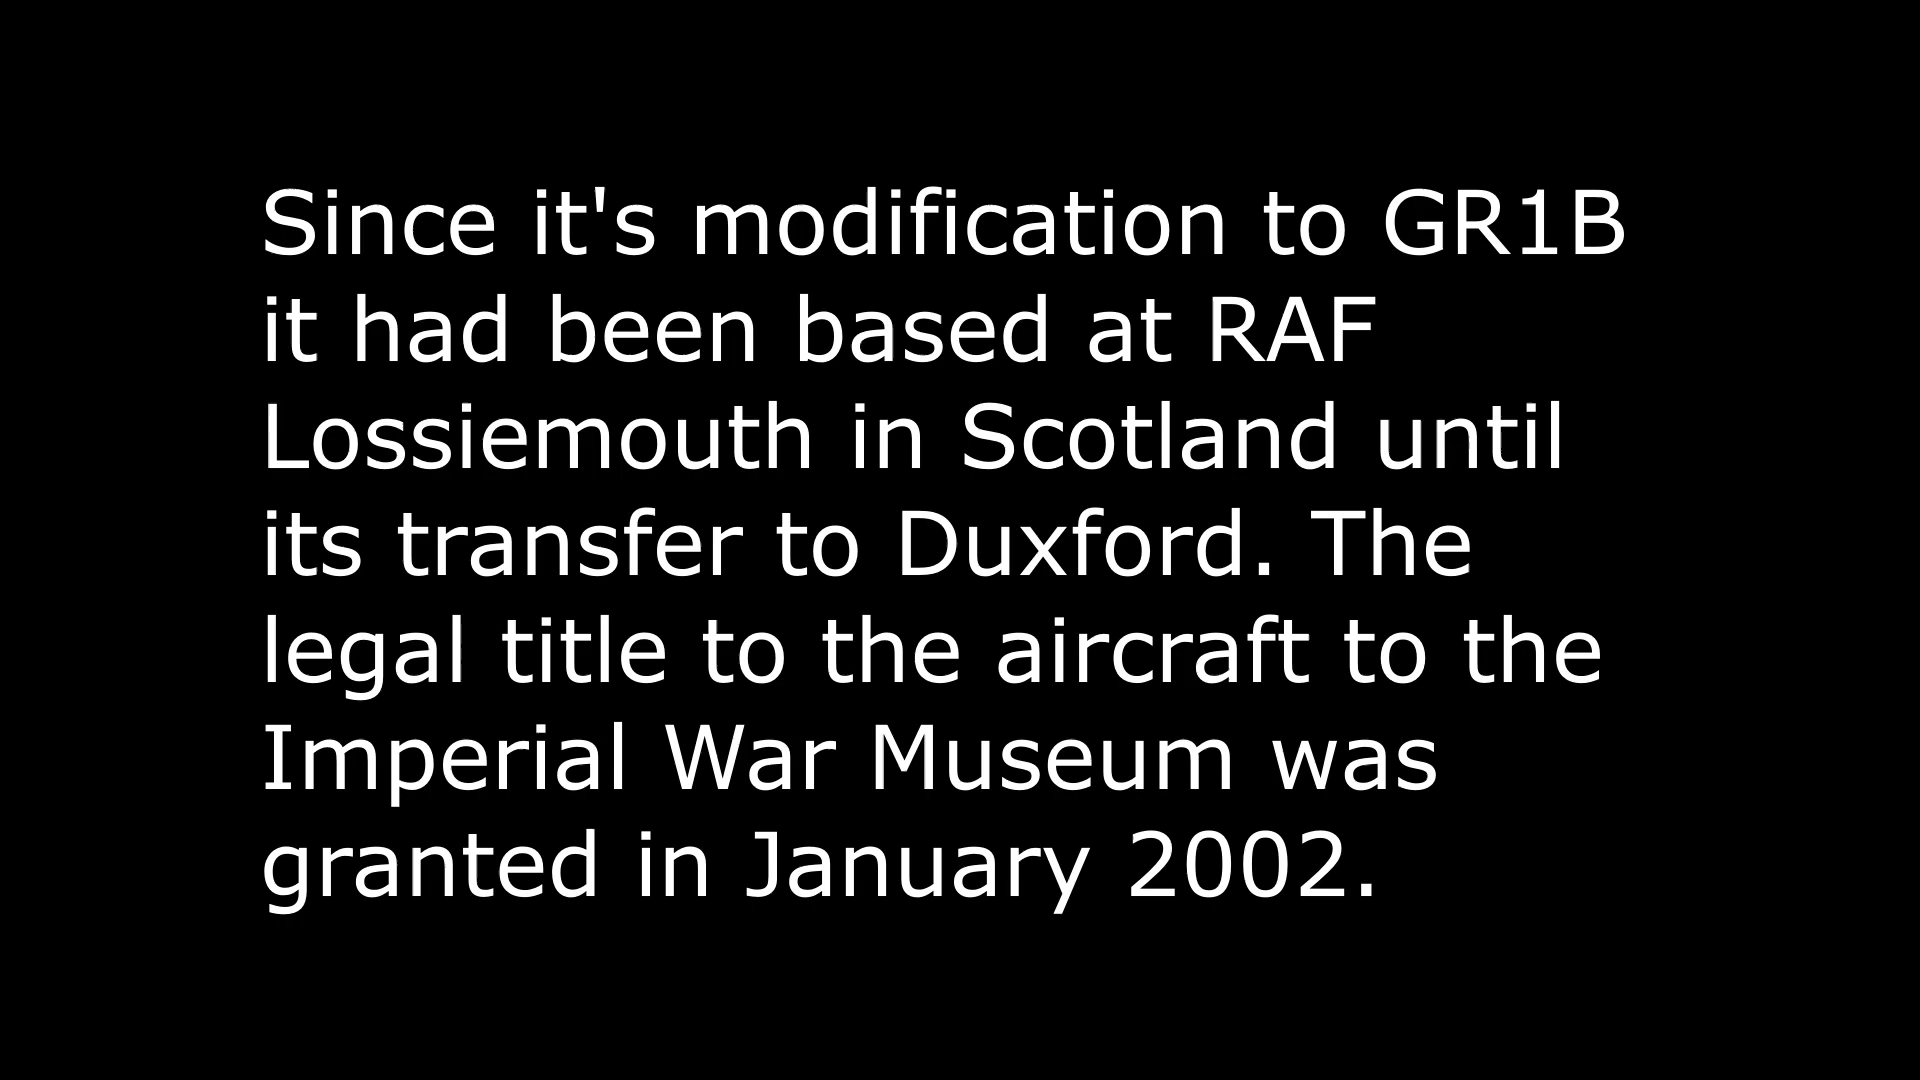 Since it's modification to GR1B
it had been based at RAF
Lossiemouth in Scotland until
its transfer to Duxford. The
legal title to the aircraft to the
Imperial War Museum was
granted in January 2002.